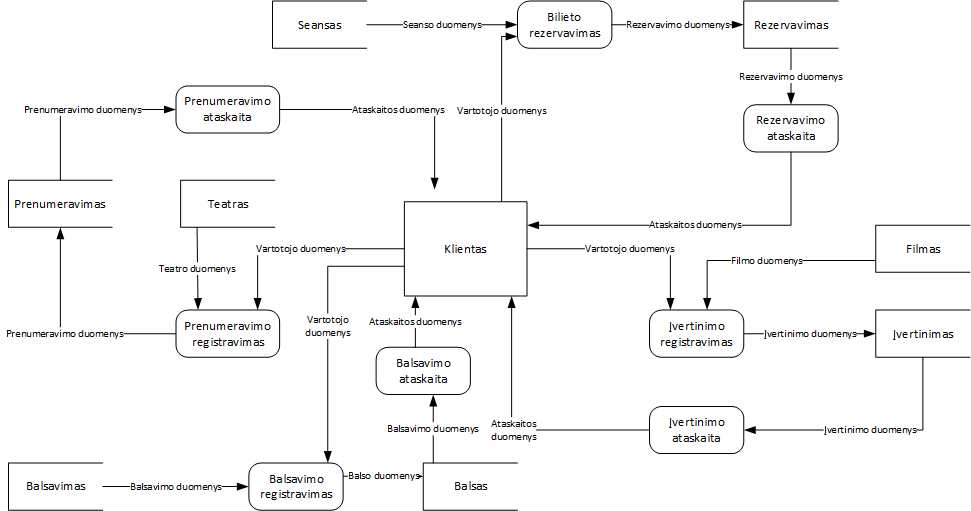 Seansas
Seanso duomenys
Bilieto
rezervavimas
Rezervavimo duomenys
Rezervavimas
Rezervavimo duomenys
Prenumeravimo duomenys
Prenumeravimo
ataskaita
Ataskaitos duomenys
Vartotojo duomenys
Rezervavimo
ataskaita
Prenumeravimas
Teatras
Klientas
Ataskaitos duomenys
Filmas
Vartotojo duomenys
Vartotojo duomenys
Teatro duomenys
Filmo duomenys
Prenumeravimo duomenys
Prenumeravimo
registravimas
Vartotojo
duomenys
Ataskaitos duomenys
Įvertinimo
registravimas
Įvertinimo duomenys
Įvertinimas
Balsavimo
ataskaita
Balsavimo duomenys
Ataskaitos
duomenys
Įvertinimo
ataskaita
Įvertinimo duomenys
Balsavimas
Balsavimo duomenys
Balsavimo
registravimas
Balso duomenys
Balsas